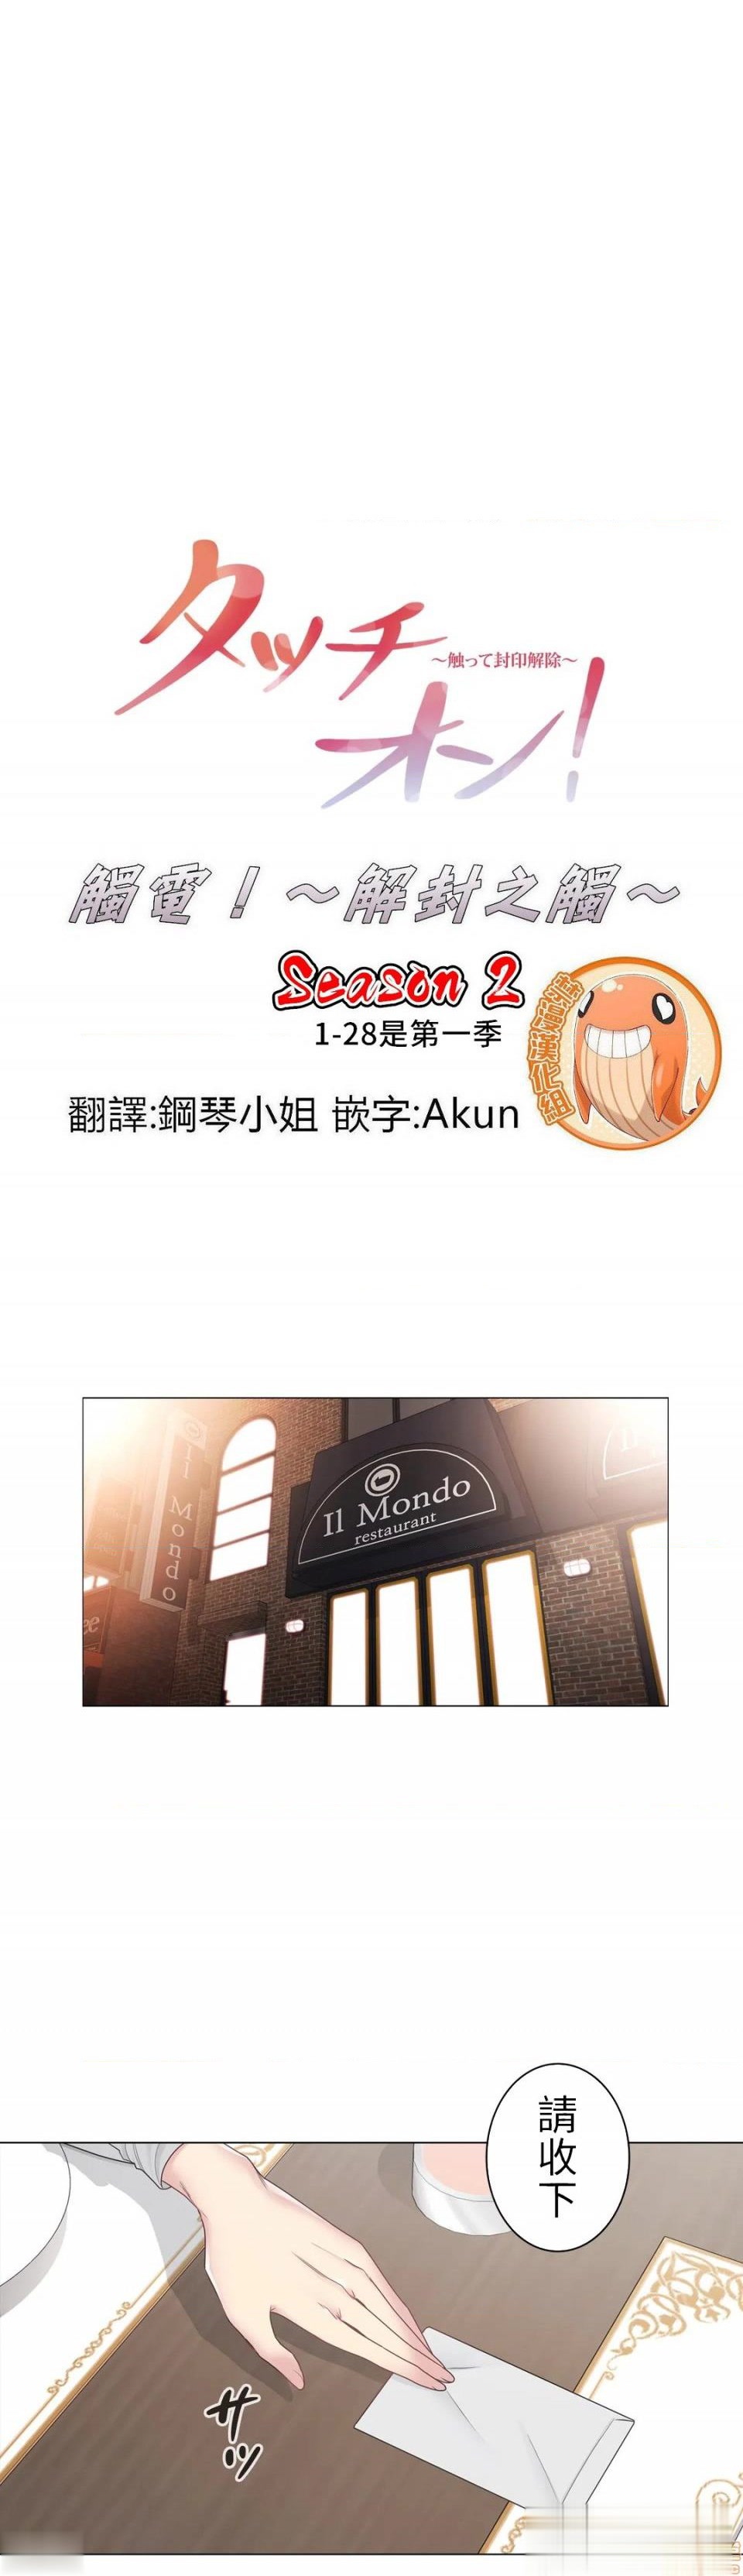 タッチ
～触って封印解除～
オン！
觸電！～解封之觸～
Season 2
1-28是第一季
漢化組
翻譯:鋼琴小姐 嵌字:Akun
Il Mondo
Il Mondo
restaurant
請收下
サ
ッ